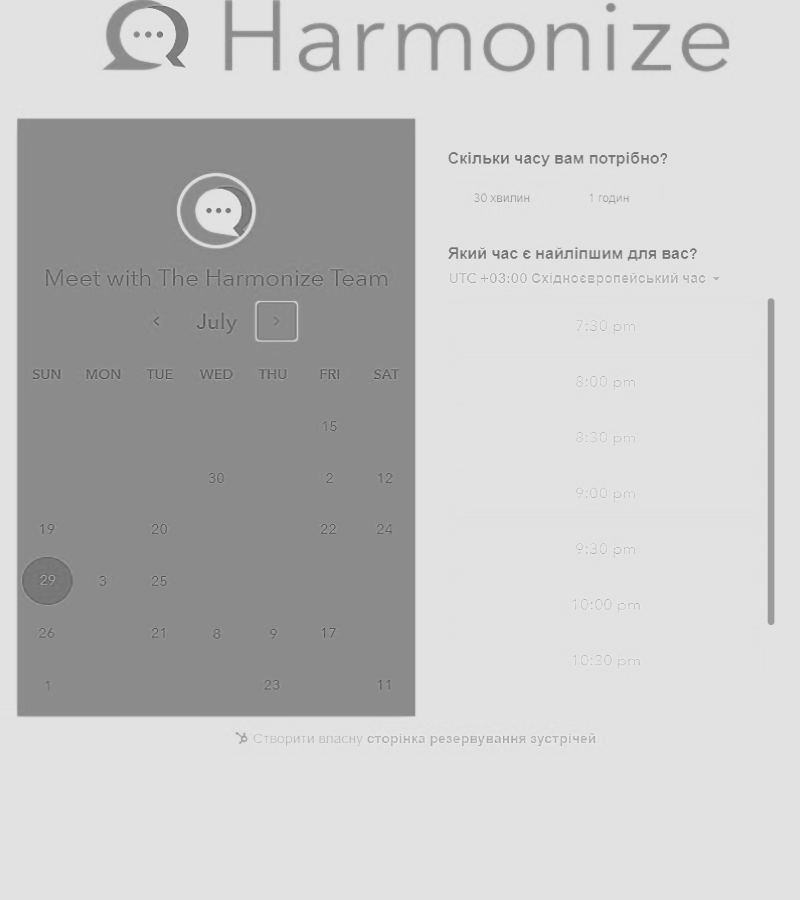 Harmonize
Meet with The Harmonize Team
July
SUN MON TUE WED THU FRI SAT
15
30 2 12
19 20 22 24
29 3 25
26 21 8 9 17
1 23 11
Скільки часу вам потрібно?
30 хвилин 1 годин
Який час є найліпшим для вас?
UTC +03:00 Східноєвропейський час
7:30 pm
8:00 pm
8:30 pm
9:00 pm
9:30 pm
10:00 pm
10:30 pm
Створити власну сторінка резервування зустрічей